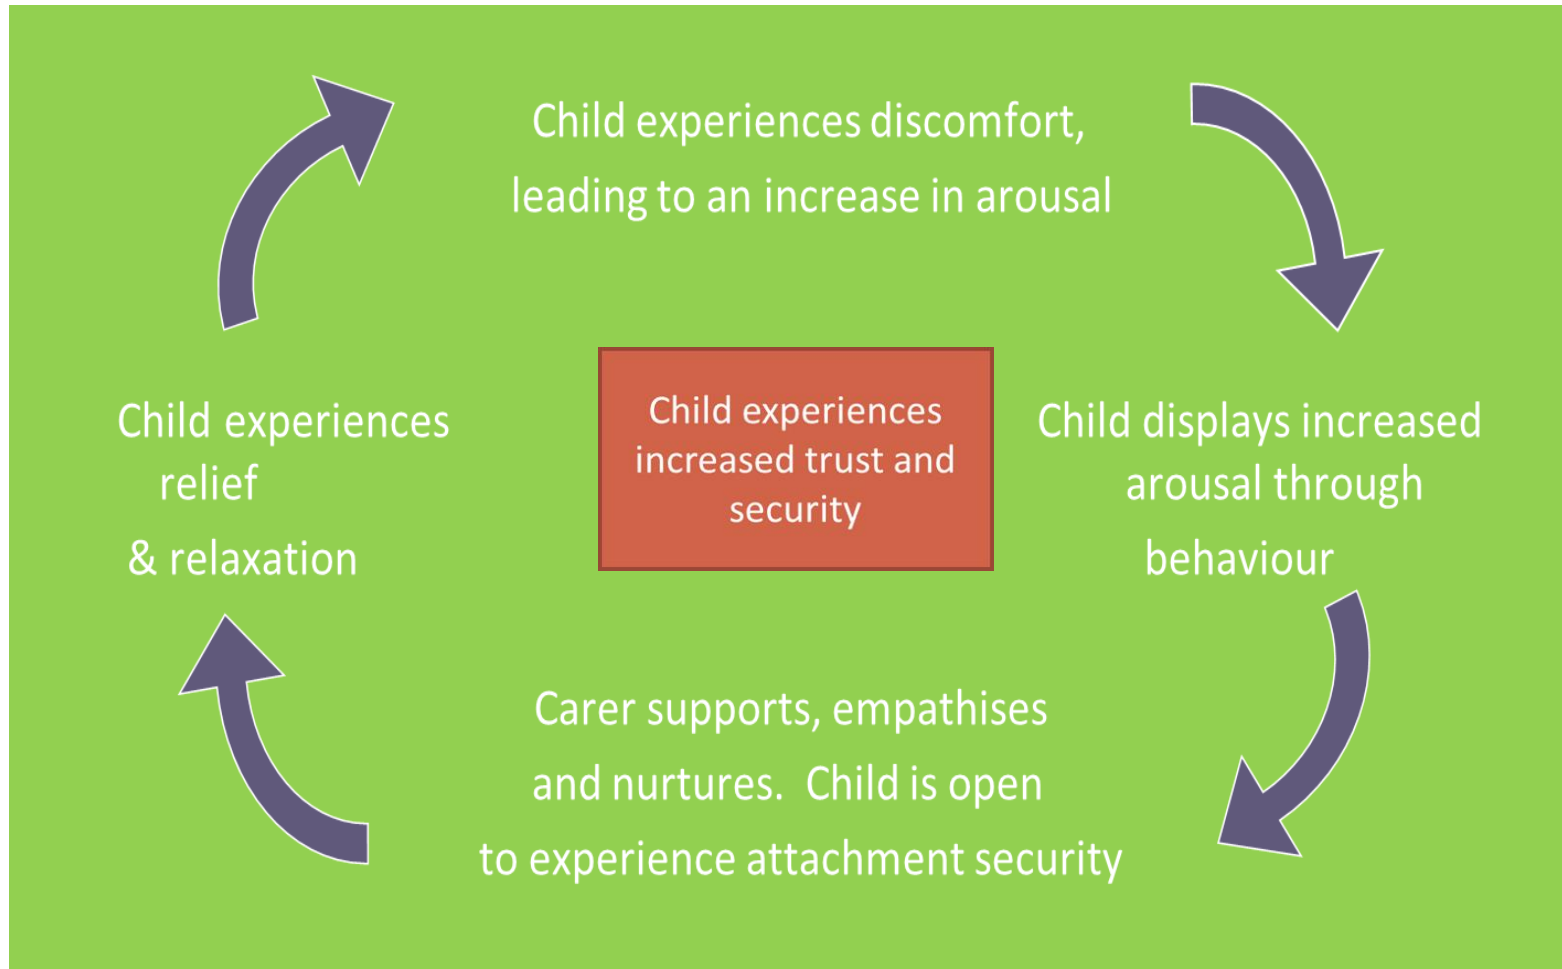 Child experiences discomfort,
leading to an increase in arousal
Child experiences
relief
& relaxation
Child experiences
increased trust and
security
Child displays increased
arousal through
behaviour
Carer supports, empathises
and nurtures.  Child is open
to experience attachment security